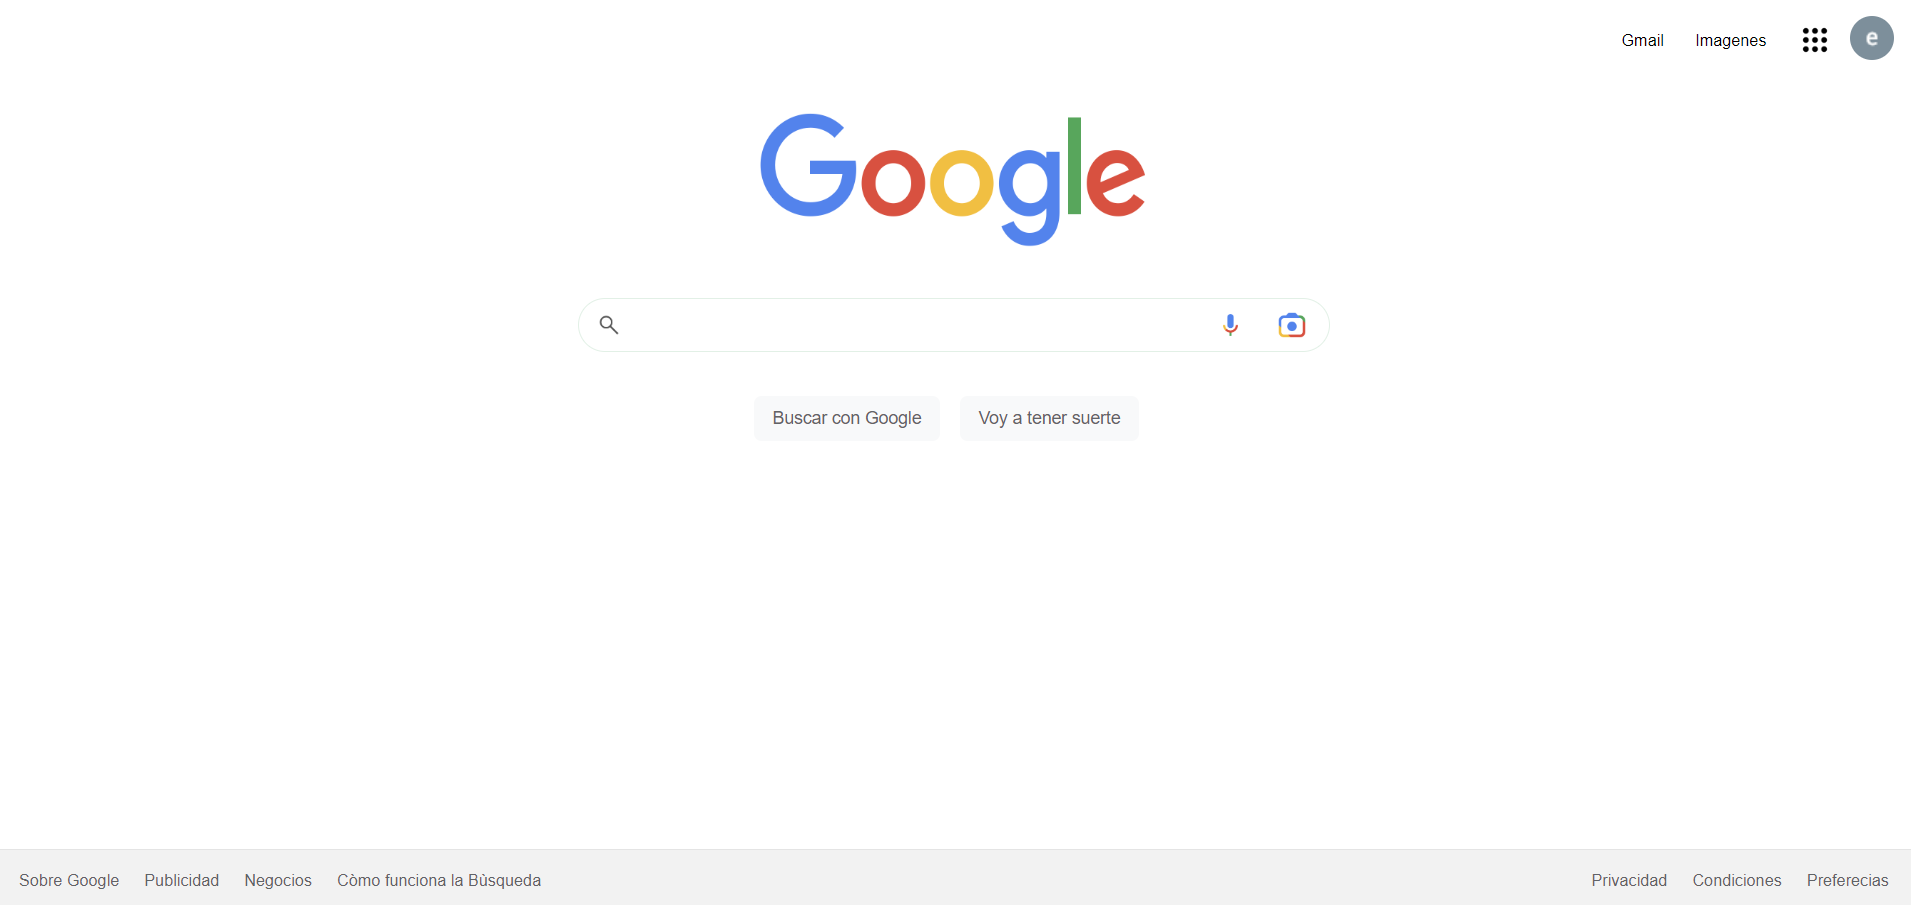 Gmail Imagenes e
Google
Buscar con Google Voy a tener suerte
Sobre Google Publicidad Negocios Còmo funciona la Bùsqueda Privacidad Condiciones Preferecias